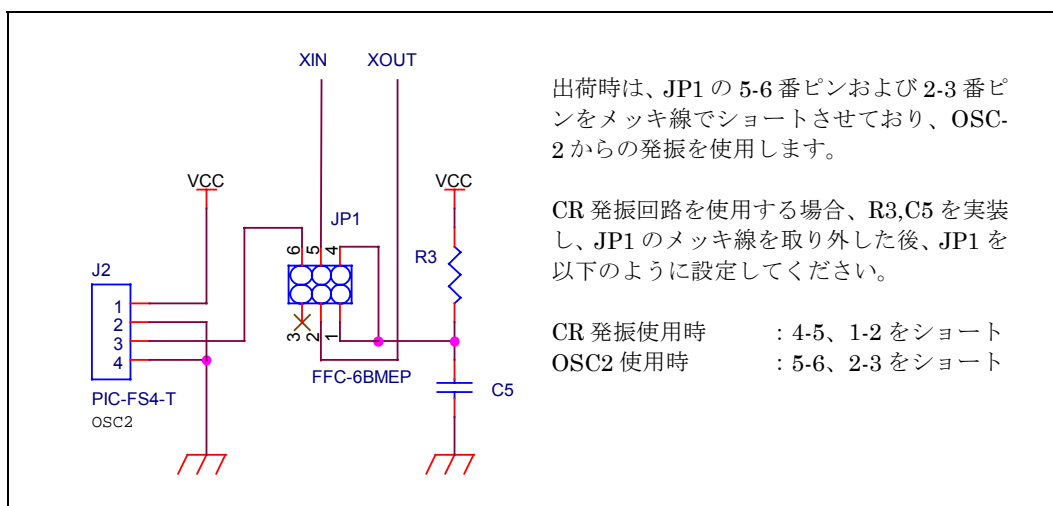 XIN XOUT
VCC
VCC
JP1
6 5 4
R3
J2
1
2
3
4
3 2 1
FFC-6BMEP
C5
PIC-FS4-T
OSC2
出荷時は、JP1 の 5-6 番ピンおよび 2-3 番ピ
ンをメッキ線でショートさせており、OSC-
2 からの発振を使用します。
CR 発振回路を使用する場合、R3,C5 を実装
し、JP1 のメッキ線を取り外した後、JP1 を
以下のように設定してください。
CR 発振使用時 : 4-5、1-2 をショート
OSC2 使用時 : 5-6、2-3 をショート